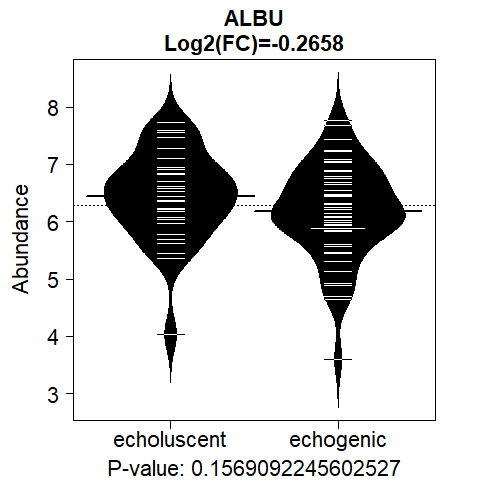 ALBU
Log2(FC)=-0.2658
8
7
6
5
4
3
Abundance
echoluscent echogenic
P-value: 0.1569092245602527